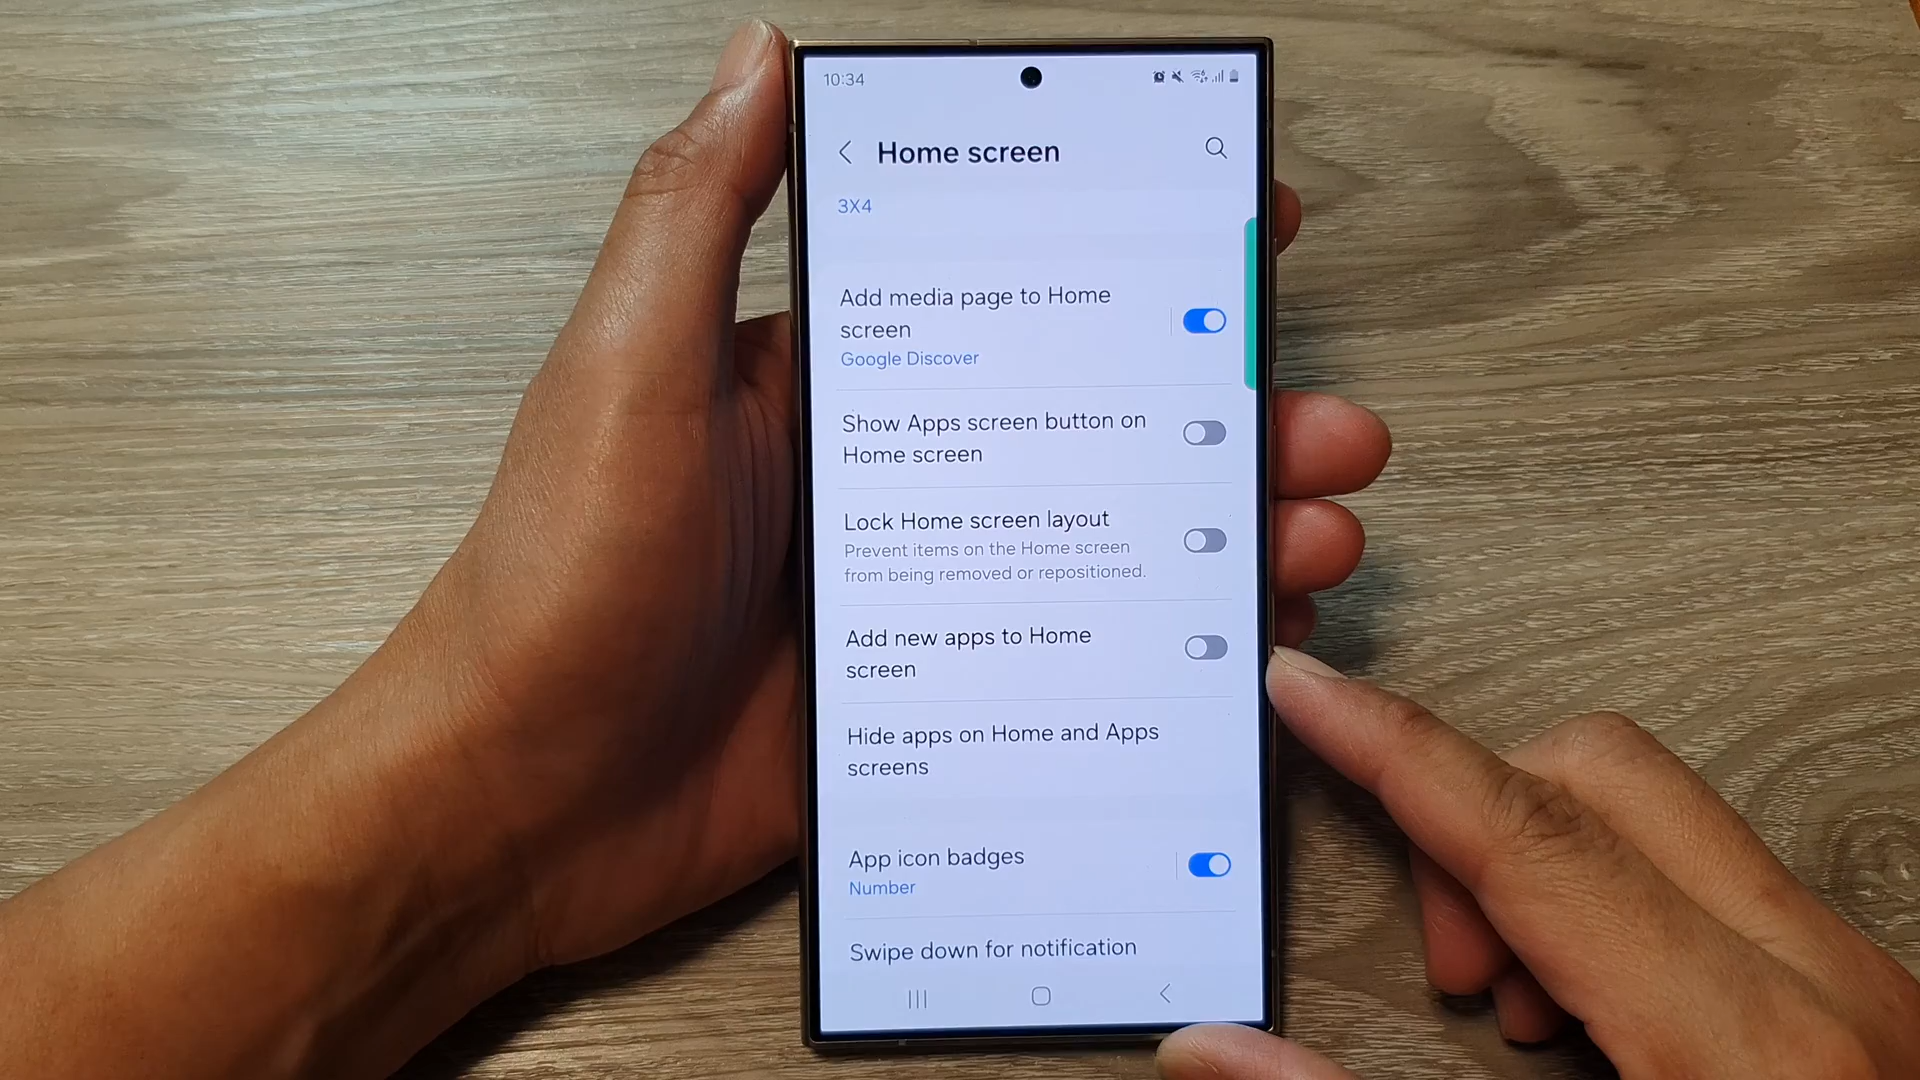 10:34
Home screen
3X4
Add media page to Home
screen
Google Discover
Show Apps screen button on
Home screen
Lock Home screen layout
Prevent items on the Home screen
from being removed or repositioned.
Add new apps to Home
screen
Hide apps on Home and Apps
screens
App icon badges
Number
Swipe down for notification